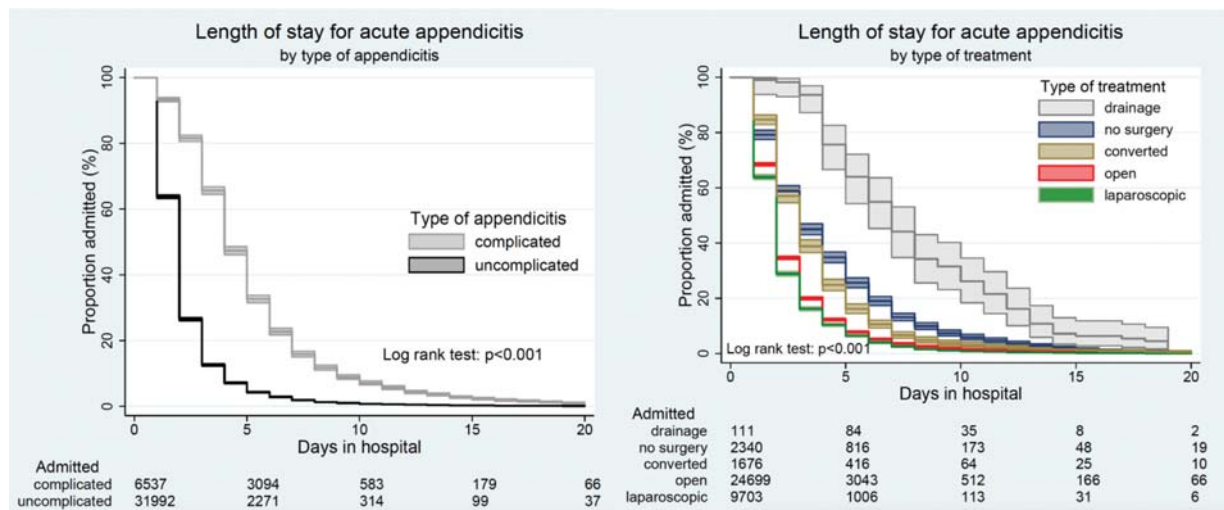 Length of stay for acute appendicitis
by type of appendicitis
Proportion admitted (%)
100
80
60
40
20
0
Type of appendicitis
complicated
uncomplicated
Log rank test: p<0.001
0 5 10 15 20
Days in hospital
Admitted
complicated 6537 3094 583 179 66
uncomplicated 31992 2271 314 99 37
Length of stay for acute appendicitis
by type of treatment
Proportion admitted (%)
100
80
60
40
20
0
Type of treatment
drainage
no surgery
converted
open
laparoscopic
Log rank test: p<0.001
0 5 10 15 20
Days in hospital
Admitted
drainage 111 84 35 8 2
no surgery 2340 816 173 48 19
converted 1676 416 64 25 10
open 24699 3043 512 166 66
laparoscopic 9703 1006 113 31 6